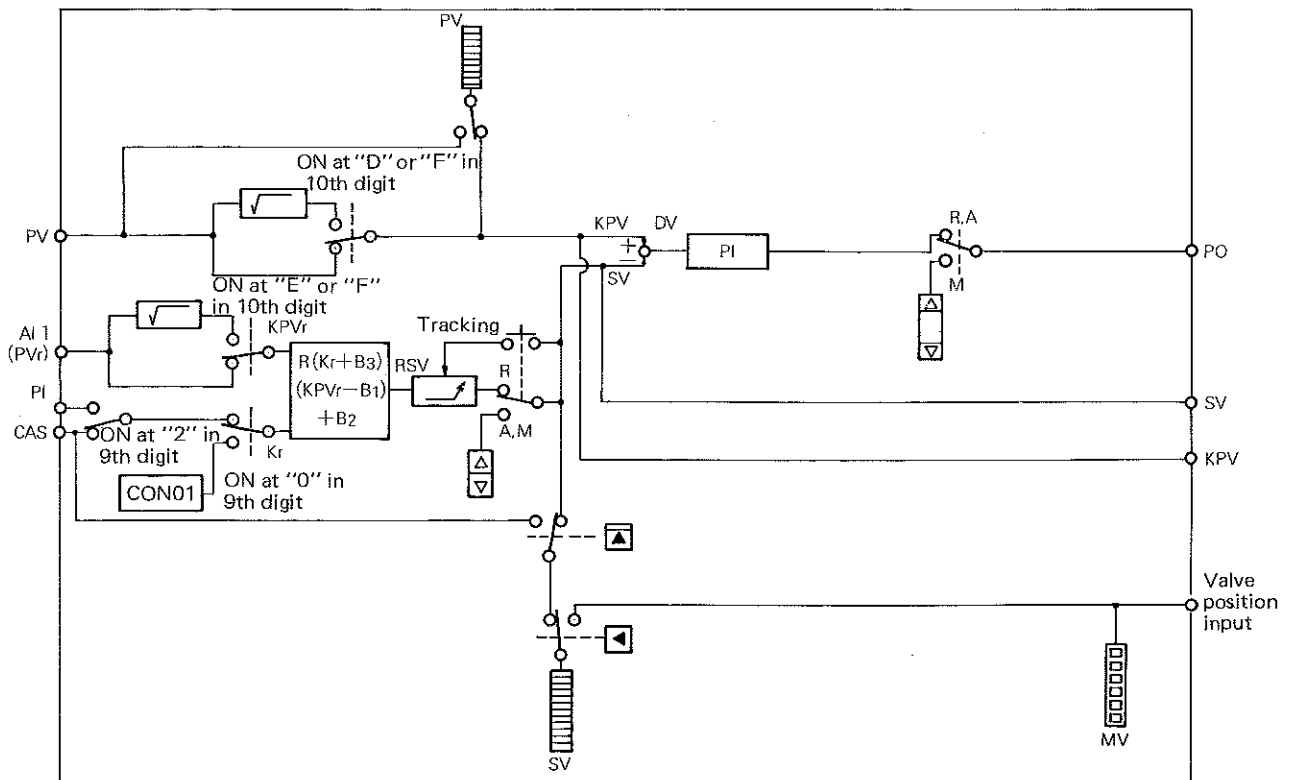 PV
ON at "D" or "F" in
10th digit
√
PV
KPV
DV
+
−
SV
PI
R,A
M
PO
ON at "E" or "F"
in 10th digit
√
AI 1
(PVr)
KPVr
Tracking
R(Kr+B3)
(KPVr−B1)
+B2
RSV
R
A,M
PI
CAS
ON at "2" in
9th digit
Kr
CON01
ON at "0" in
9th digit
SV
KPV
Valve
position
input
MV
SV